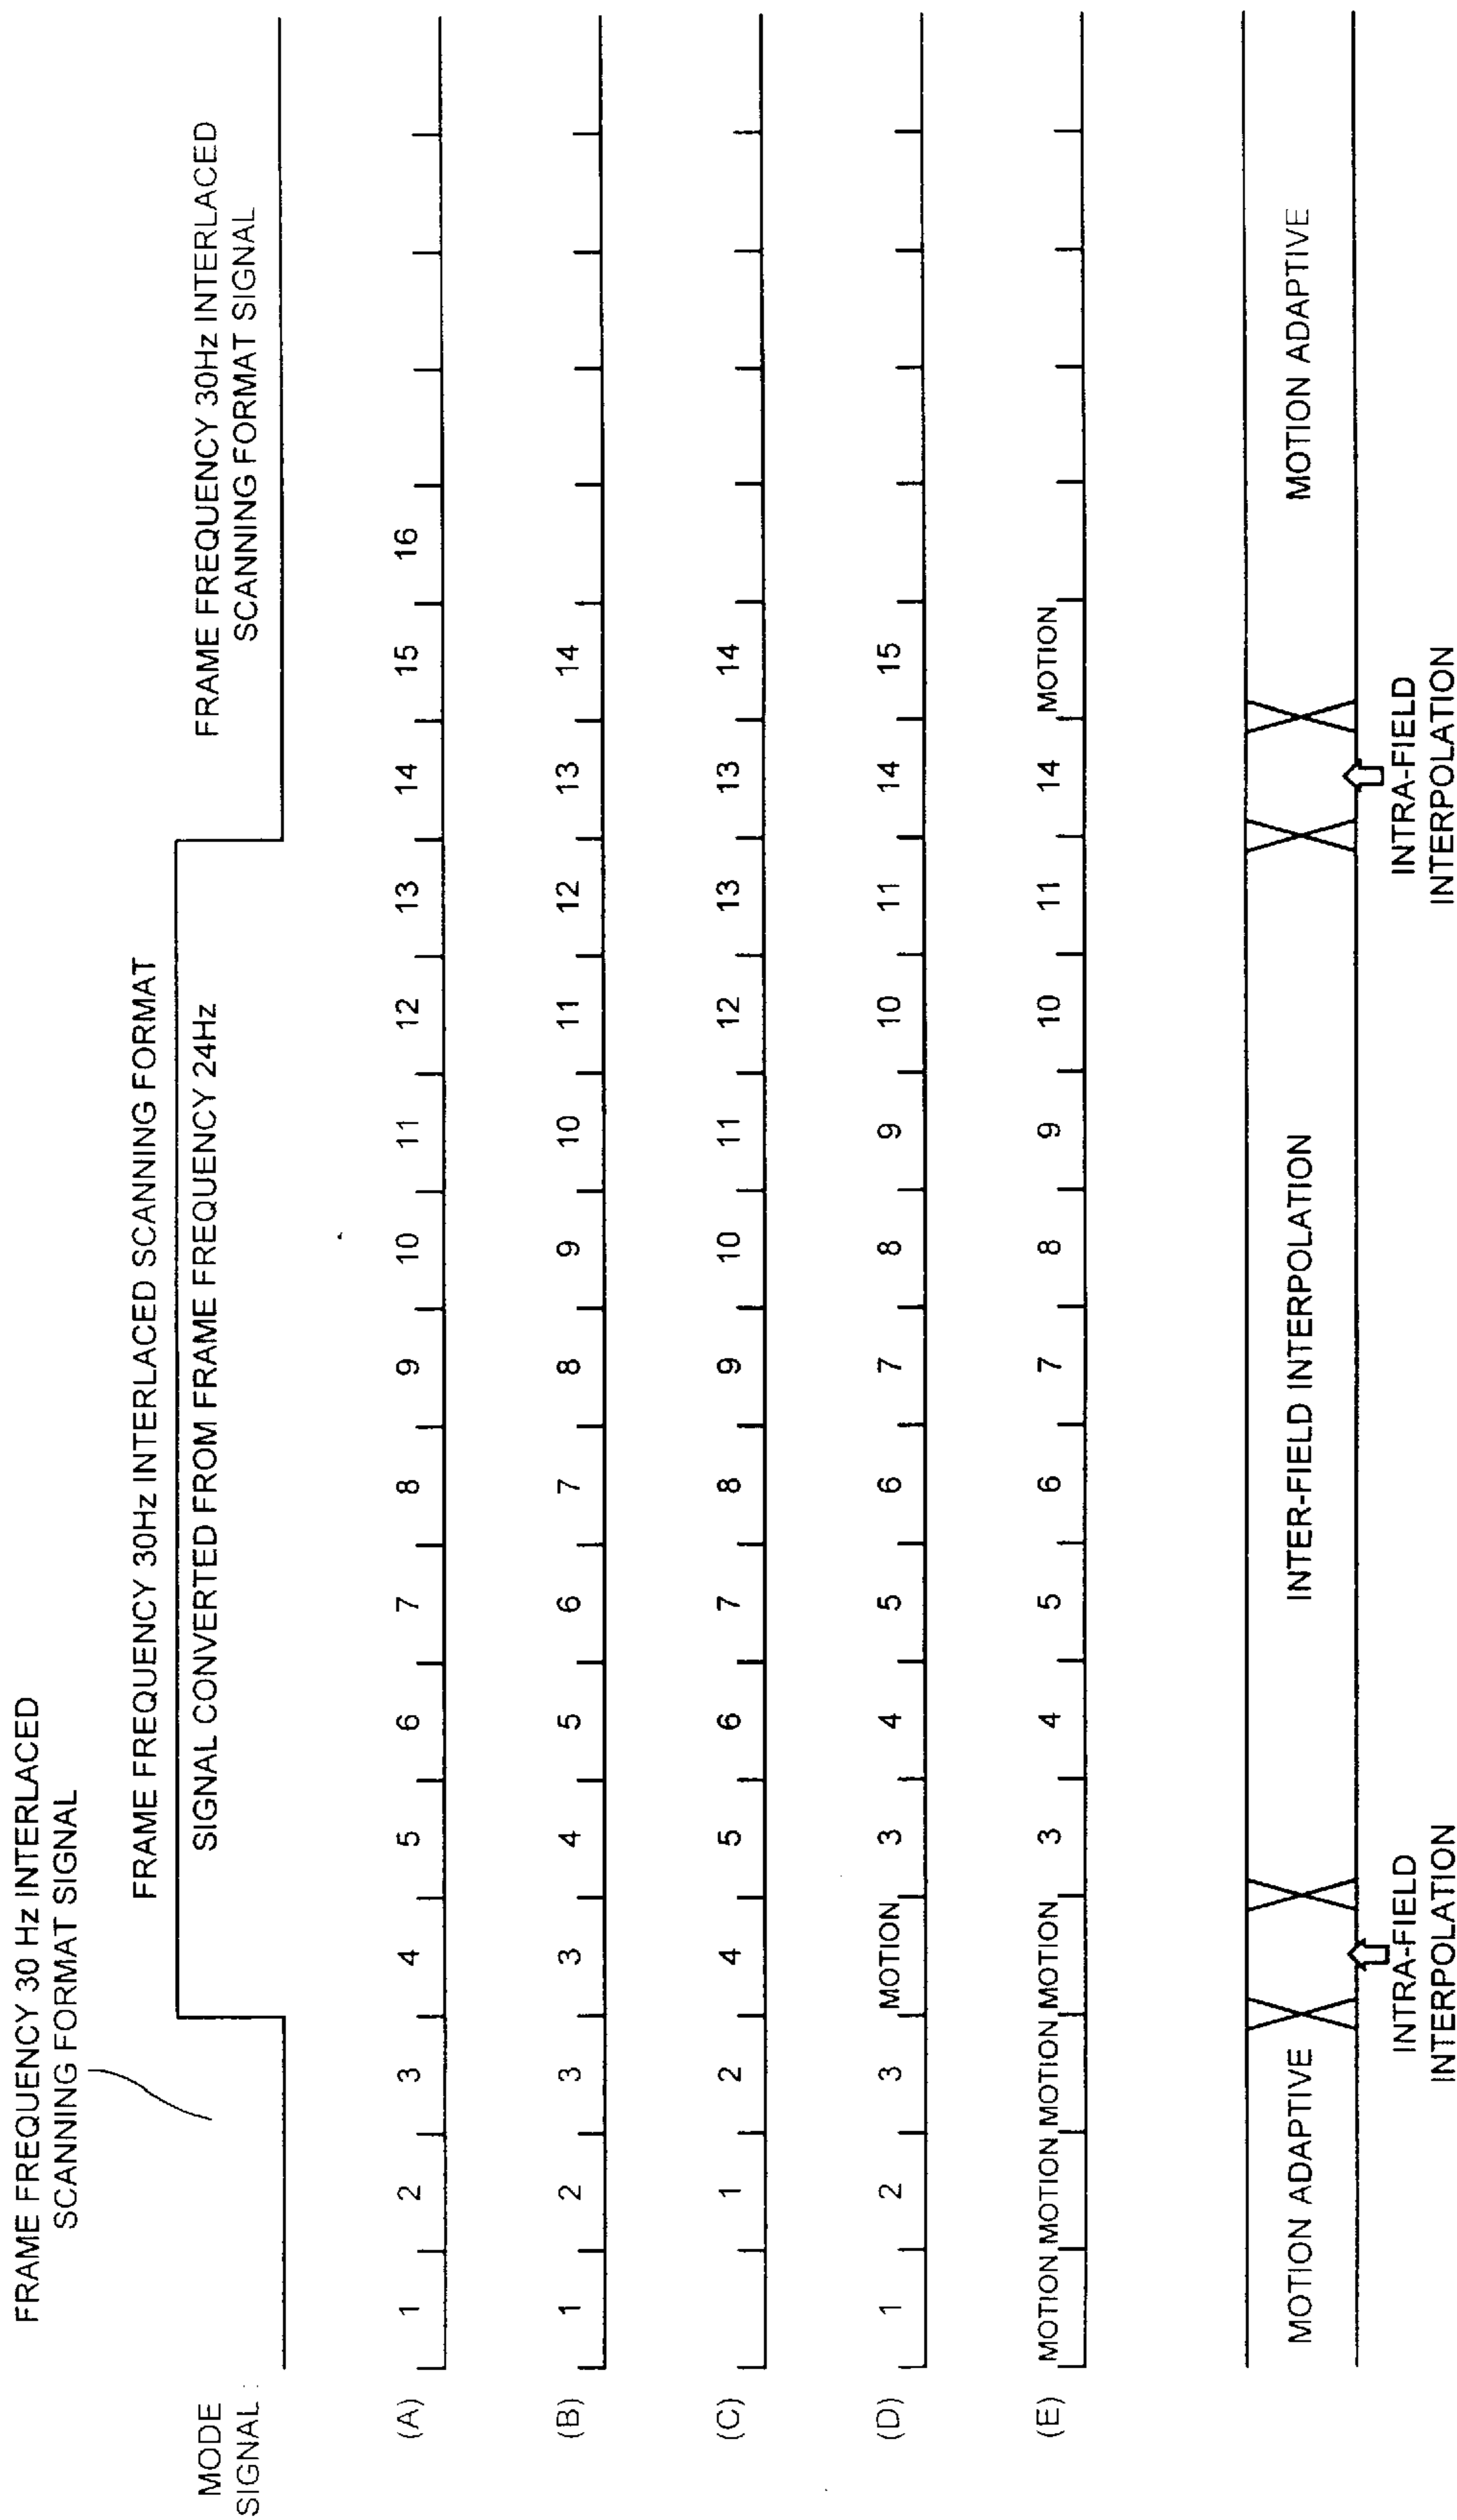 FRAME FREQUENCY 30 Hz INTERLACED
SCANNING FORMAT SIGNAL
FRAME FREQUENCY 30Hz INTERLACED SCANNING FORMAT
SIGNAL CONVERTED FROM FRAME FREQUENCY 24Hz
FRAME FREQUENCY 30Hz INTERLACED
SCANNING FORMAT SIGNAL
MODE
SIGNAL :
(A) 1 2 3 4 5 6 7 8 9 10 11 12 13 14 15 16
(B) 1 2 3 3 4 5 6 7 8 9 10 11 12 13 14
(C) 1 2 4 5 6 7 8 9 10 11 12 13 13 14
(D) 1 2 3 MOTION 3 4 5 6 7 8 9 10 11 14 15
(E) MOTION MOTION MOTION MOTION 3 4 5 6 7 8 9 10 11 14 MOTION
MOTION ADAPTIVE
INTER-FIELD INTERPOLATION
MOTION ADAPTIVE
INTRA-FIELD
INTERPOLATION
INTRA-FIELD
INTERPOLATION